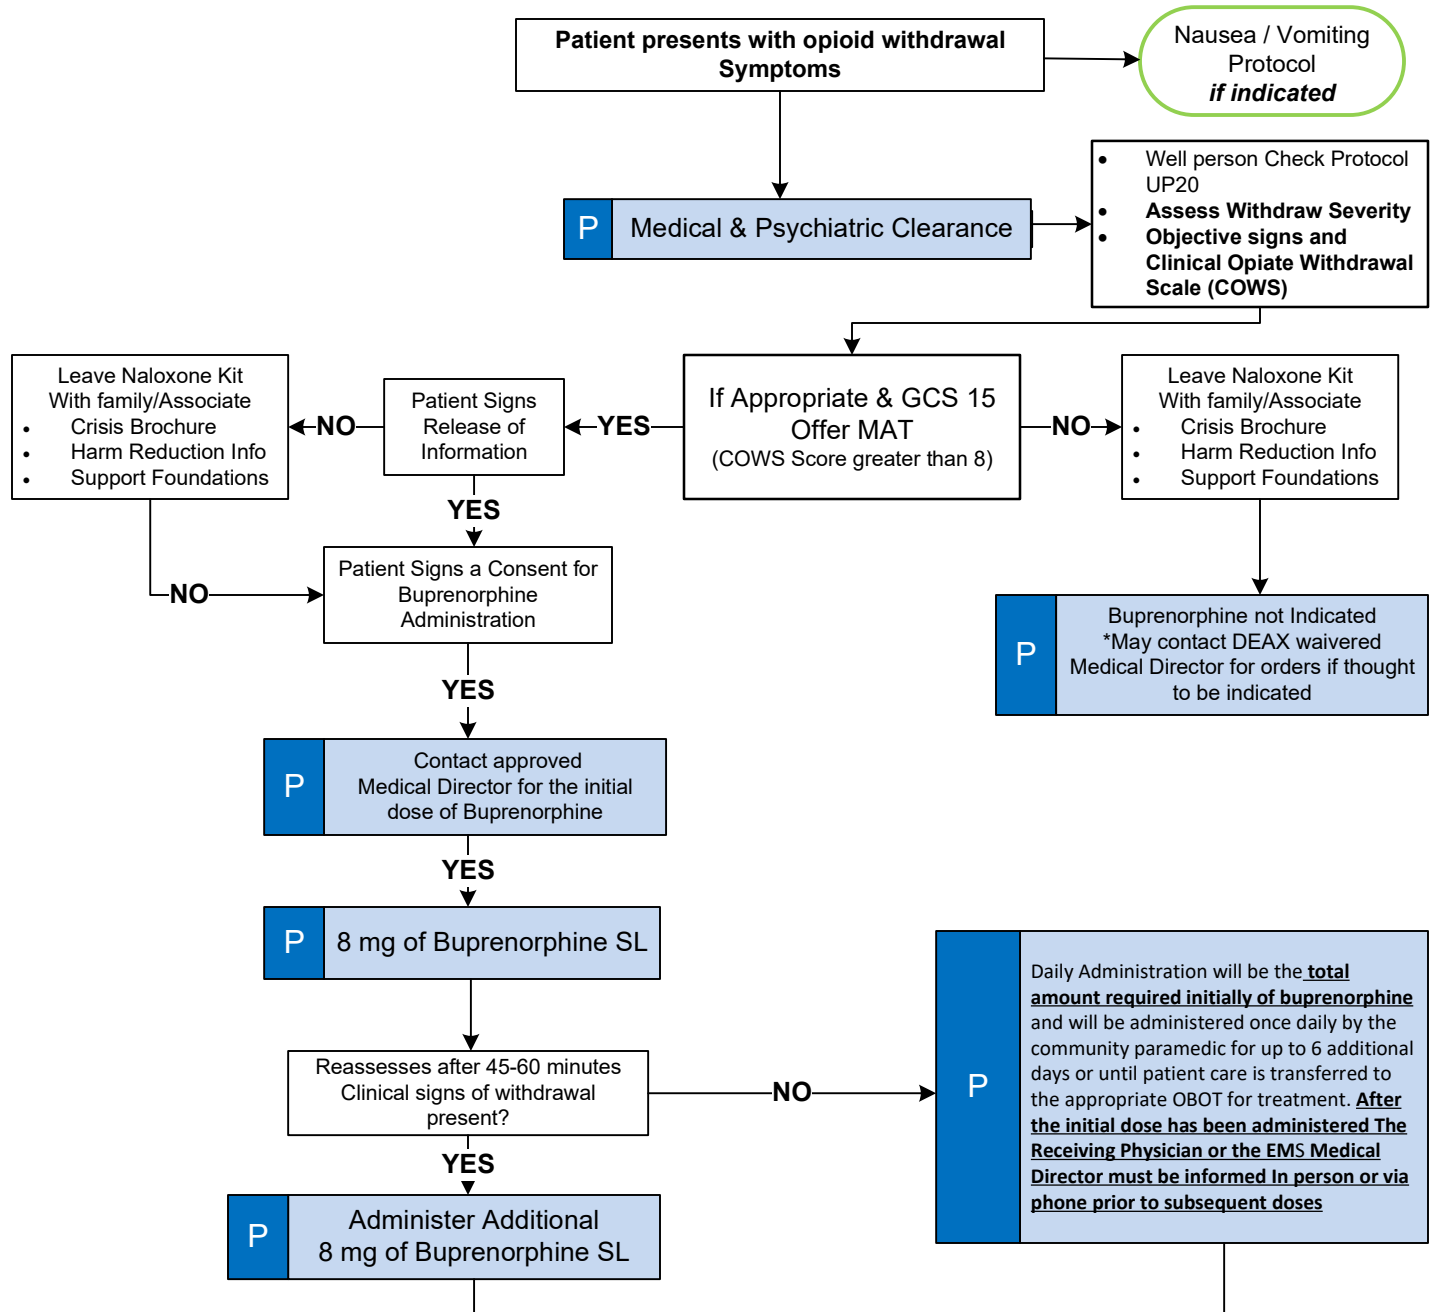 Patient presents with opioid withdrawal
Symptoms
Nausea / Vomiting
Protocol
if indicated
P
Medical & Psychiatric Clearance
• Well person Check Protocol
UP20
• Assess Withdraw Severity
• Objective signs and
Clinical Opiate Withdrawal
Scale (COWS)
Leave Naloxone Kit
With family/Associate
• Crisis Brochure
• Harm Reduction Info
• Support Foundations
NO
Patient Signs
Release of
Information
YES
If Appropriate & GCS 15
Offer MAT
(COWS Score greater than 8)
NO
Leave Naloxone Kit
With family/Associate
• Crisis Brochure
• Harm Reduction Info
• Support Foundations
YES
NO
Patient Signs a Consent for
Buprenorphine
Administration
P
Buprenorphine not Indicated
*May contact DEAX waivered
Medical Director for orders if thought
to be indicated
YES
P
Contact approved
Medical Director for the initial
dose of Buprenorphine
YES
P
8 mg of Buprenorphine SL
Reassesses after 45-60 minutes
Clinical signs of withdrawal
present?
NO
P
Daily Administration will be the total
amount required initially of buprenorphine
and will be administered once daily by the
community paramedic for up to 6 additional
days or until patient care is transferred to
the appropriate OBOT for treatment. After
the initial dose has been administered The
Receiving Physician or the EMS Medical
Director must be informed In person or via
phone prior to subsequent doses
YES
P
Administer Additional
8 mg of Buprenorphine SL